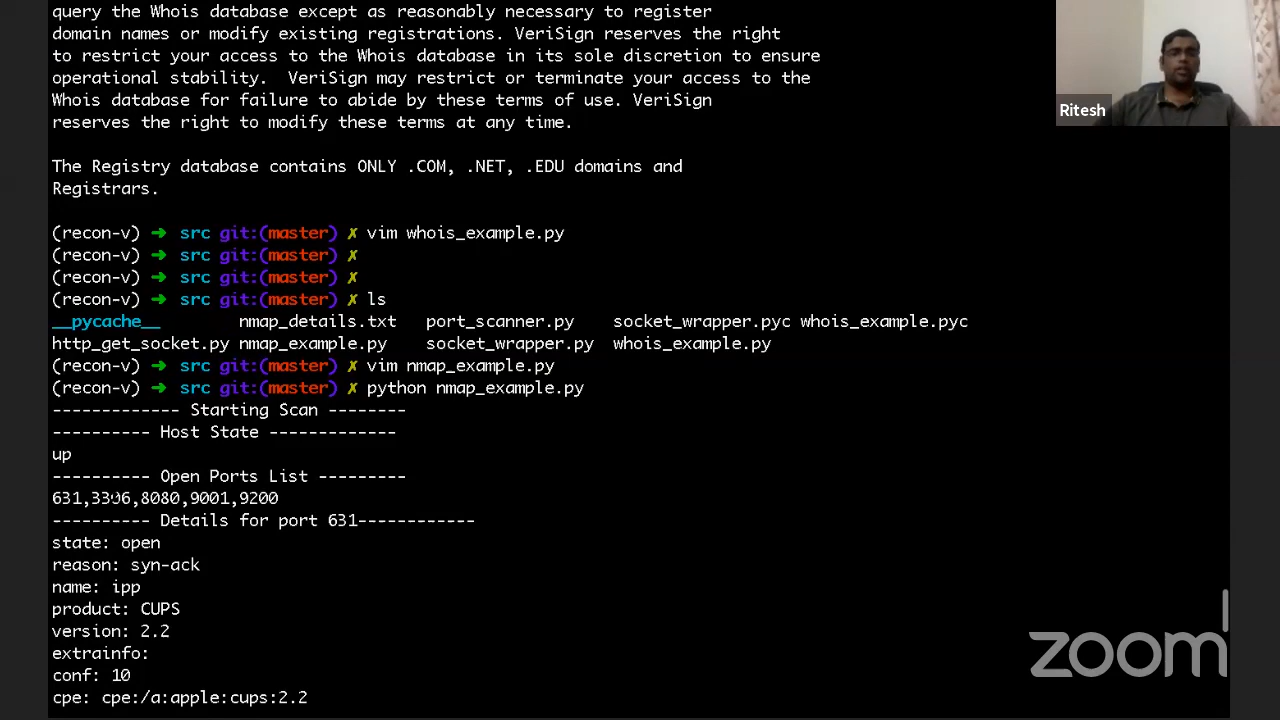 query the Whois database except as reasonably necessary to register
domain names or modify existing registrations. VeriSign reserves the right
to restrict your access to the Whois database in its sole discretion to ensure
operational stability.  VeriSign may restrict or terminate your access to the
Whois database for failure to abide by these terms of use. VeriSign
reserves the right to modify these terms at any time.
The Registry database contains ONLY .COM, .NET, .EDU domains and
Registrars.
(recon-v) ➜  src git:(master) ✗ vim whois_example.py
(recon-v) ➜  src git:(master) ✗
(recon-v) ➜  src git:(master) ✗
(recon-v) ➜  src git:(master) ✗ ls
__pycache__        nmap_details.txt   port_scanner.py    socket_wrapper.pyc whois_example.pyc
http_get_socket.py nmap_example.py    socket_wrapper.py  whois_example.py
(recon-v) ➜  src git:(master) ✗ vim nmap_example.py
(recon-v) ➜  src git:(master) ✗ python nmap_example.py
------------- Starting Scan --------
---------- Host State -------------
up
---------- Open Ports List ---------
631,3306,8080,9001,9200
---------- Details for port 631------------
state: open
reason: syn-ack
name: ipp
product: CUPS
version: 2.2
extrainfo:
conf: 10
cpe: cpe:/a:apple:cups:2.2
Ritesh
zoom